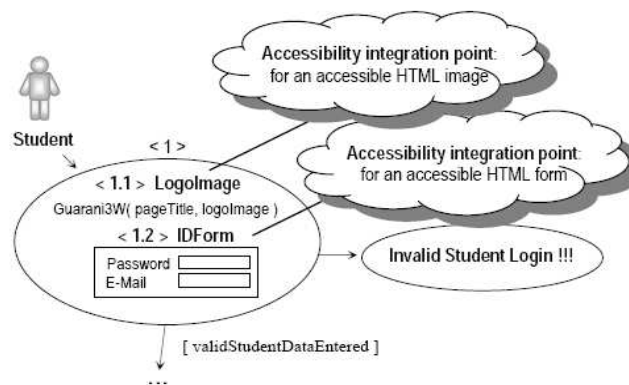 Accessibility integration point:
for an accessible HTML image
Student
Accessibility integration point:
for an accessible HTML form
< 1 >
< 1.1 > LogoImage
Guarani3W( pageTitle, logoImage )
< 1.2 > IDForm
Password
E-Mail
Invalid Student Login !!!
[ validStudentDataEntered ]
...